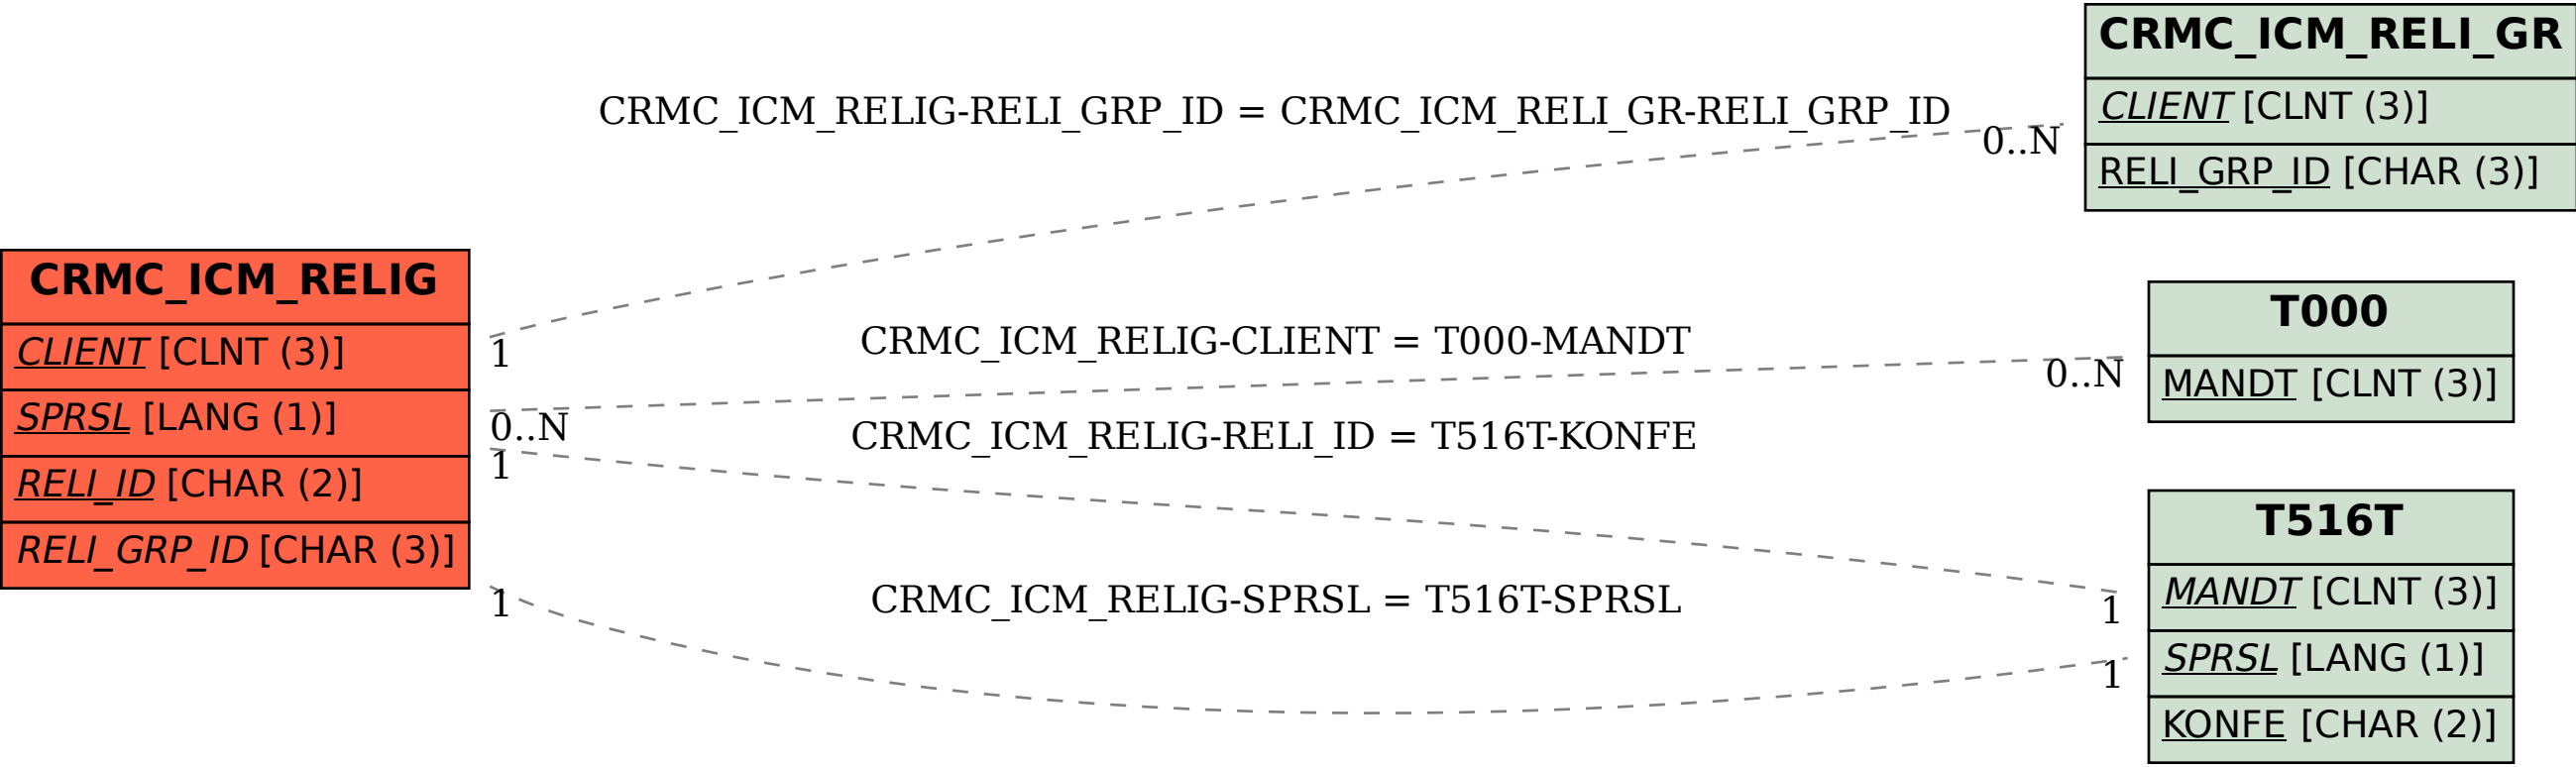 CRMC_ICM_RELI_GR
CLIENT [CLNT (3)]
RELI_GRP_ID [CHAR (3)]
CRMC_ICM_RELIG-RELI_GRP_ID = CRMC_ICM_RELI_GR-RELI_GRP_ID
0..N
1
CRMC_ICM_RELIG
CLIENT [CLNT (3)]
SPRSL [LANG (1)]
RELI_ID [CHAR (2)]
RELI_GRP_ID [CHAR (3)]
CRMC_ICM_RELIG-CLIENT = T000-MANDT
0..N
0..N
T000
MANDT [CLNT (3)]
CRMC_ICM_RELIG-RELI_ID = T516T-KONFE
1
1
CRMC_ICM_RELIG-SPRSL = T516T-SPRSL
1
1
T516T
MANDT [CLNT (3)]
SPRSL [LANG (1)]
KONFE [CHAR (2)]